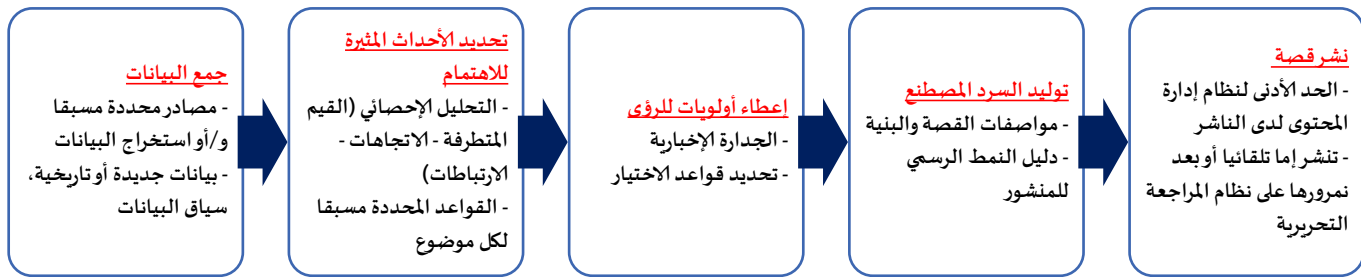 جمع البيانات
- مصادر محددة مسبقا
و/أو استخراج البيانات
- بيانات جديدة أو تاريخية،
سياق البيانات
تحديد الأحداث المثيرة
للاهتمام
- التحليل الإحصائي (القيم
المتطرفة - الاتجاهات -
الارتباطات)
- القواعد المحددة مسبقا
لكل موضوع
إعطاء أولويات للرؤى
- الجدارة الإخبارية
- تحديد قواعد الاختيار
توليد السرد المصطنع
- مواصفات القصة والبنية
- دليل النمط الرسمي
للمنشور
نشر قصة
- الحد الأدنى لنظام إدارة
المحتوى لدى الناشر
- تنشر إما تلقائيا أو بعد
نمرورها على نظام المراجعة
التحريرية